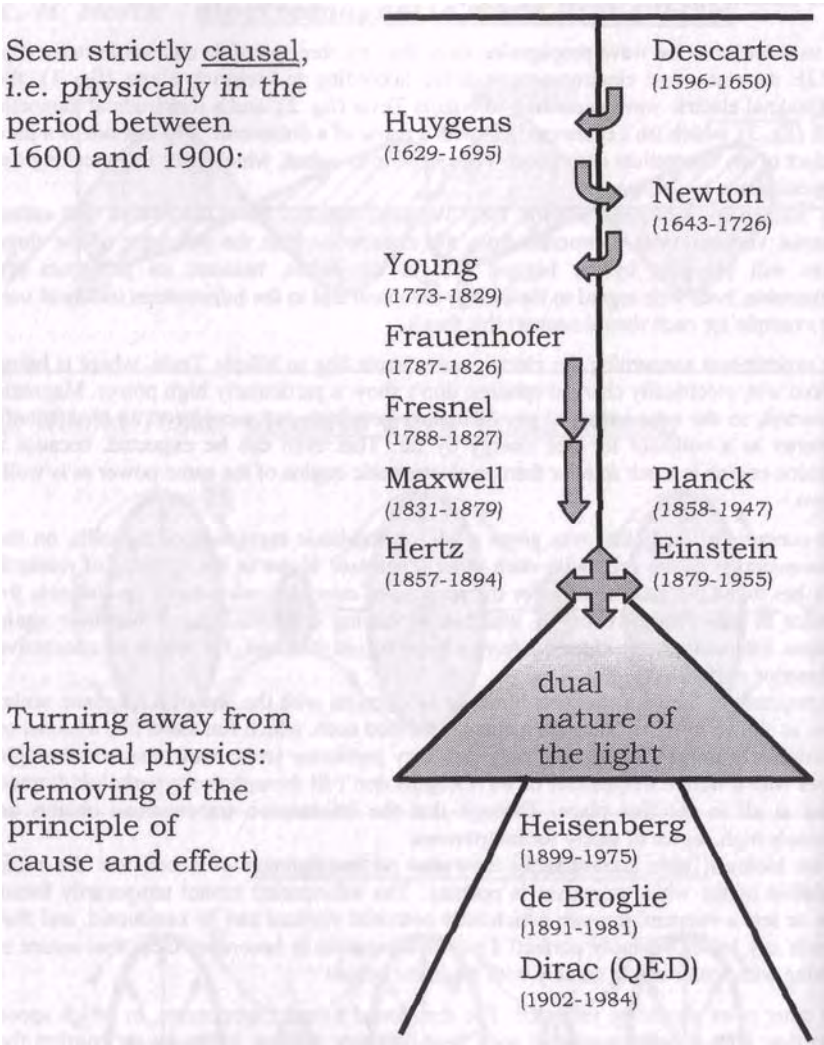 Seen strictly causal,
i.e. physically in the
period between
1600 and 1900:
Descartes
(1596-1650)
Huygens
(1629-1695)
Newton
(1643-1726)
Young
(1773-1829)
Frauenhofer
(1787-1826)
Fresnel
(1788-1827)
Maxwell
(1831-1879)
Planck
(1858-1947)
Hertz
(1857-1894)
Einstein
(1879-1955)
dual
nature of
the light
Turning away from
classical physics:
(removing of the
principle of
cause and effect)
Heisenberg
(1899-1975)
de Broglie
(1891-1981)
Dirac (QED)
(1902-1984)